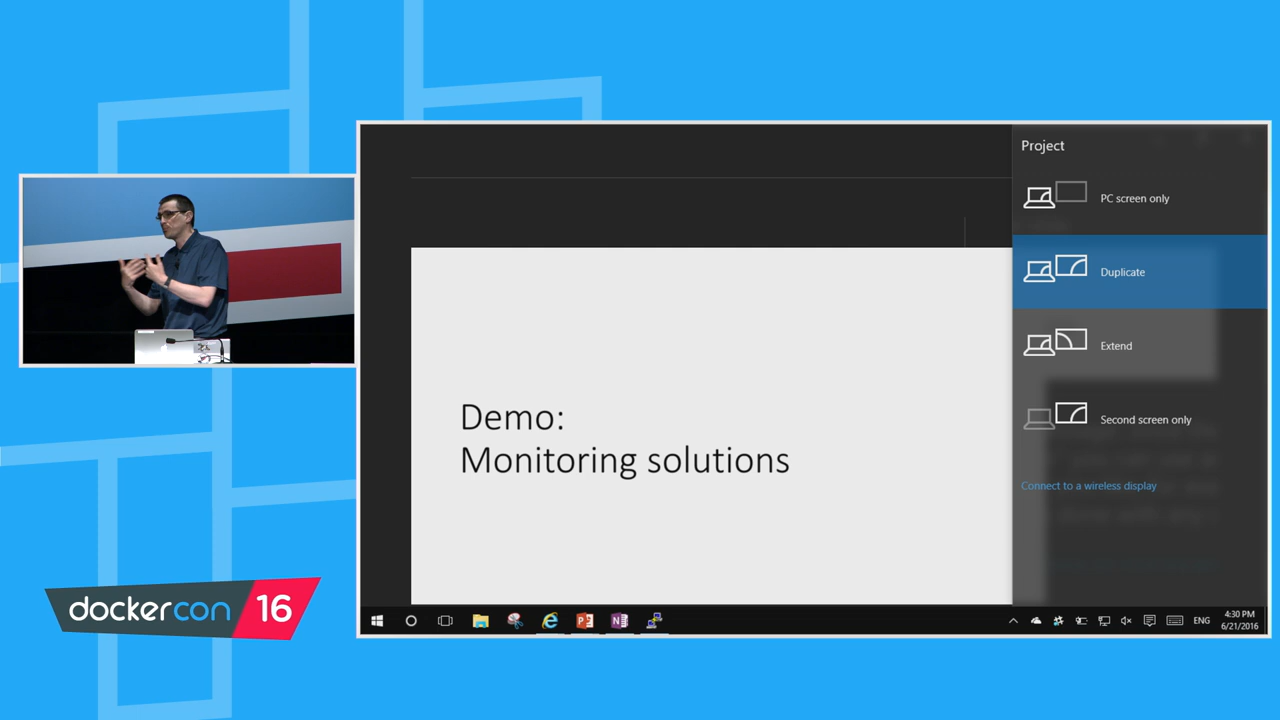 Project
PC screen only
Duplicate
Extend
Second screen only
Connect to a wireless display
Demo:
Monitoring solutions
dockercon 16
ENG
4:30 PM
6/21/2016